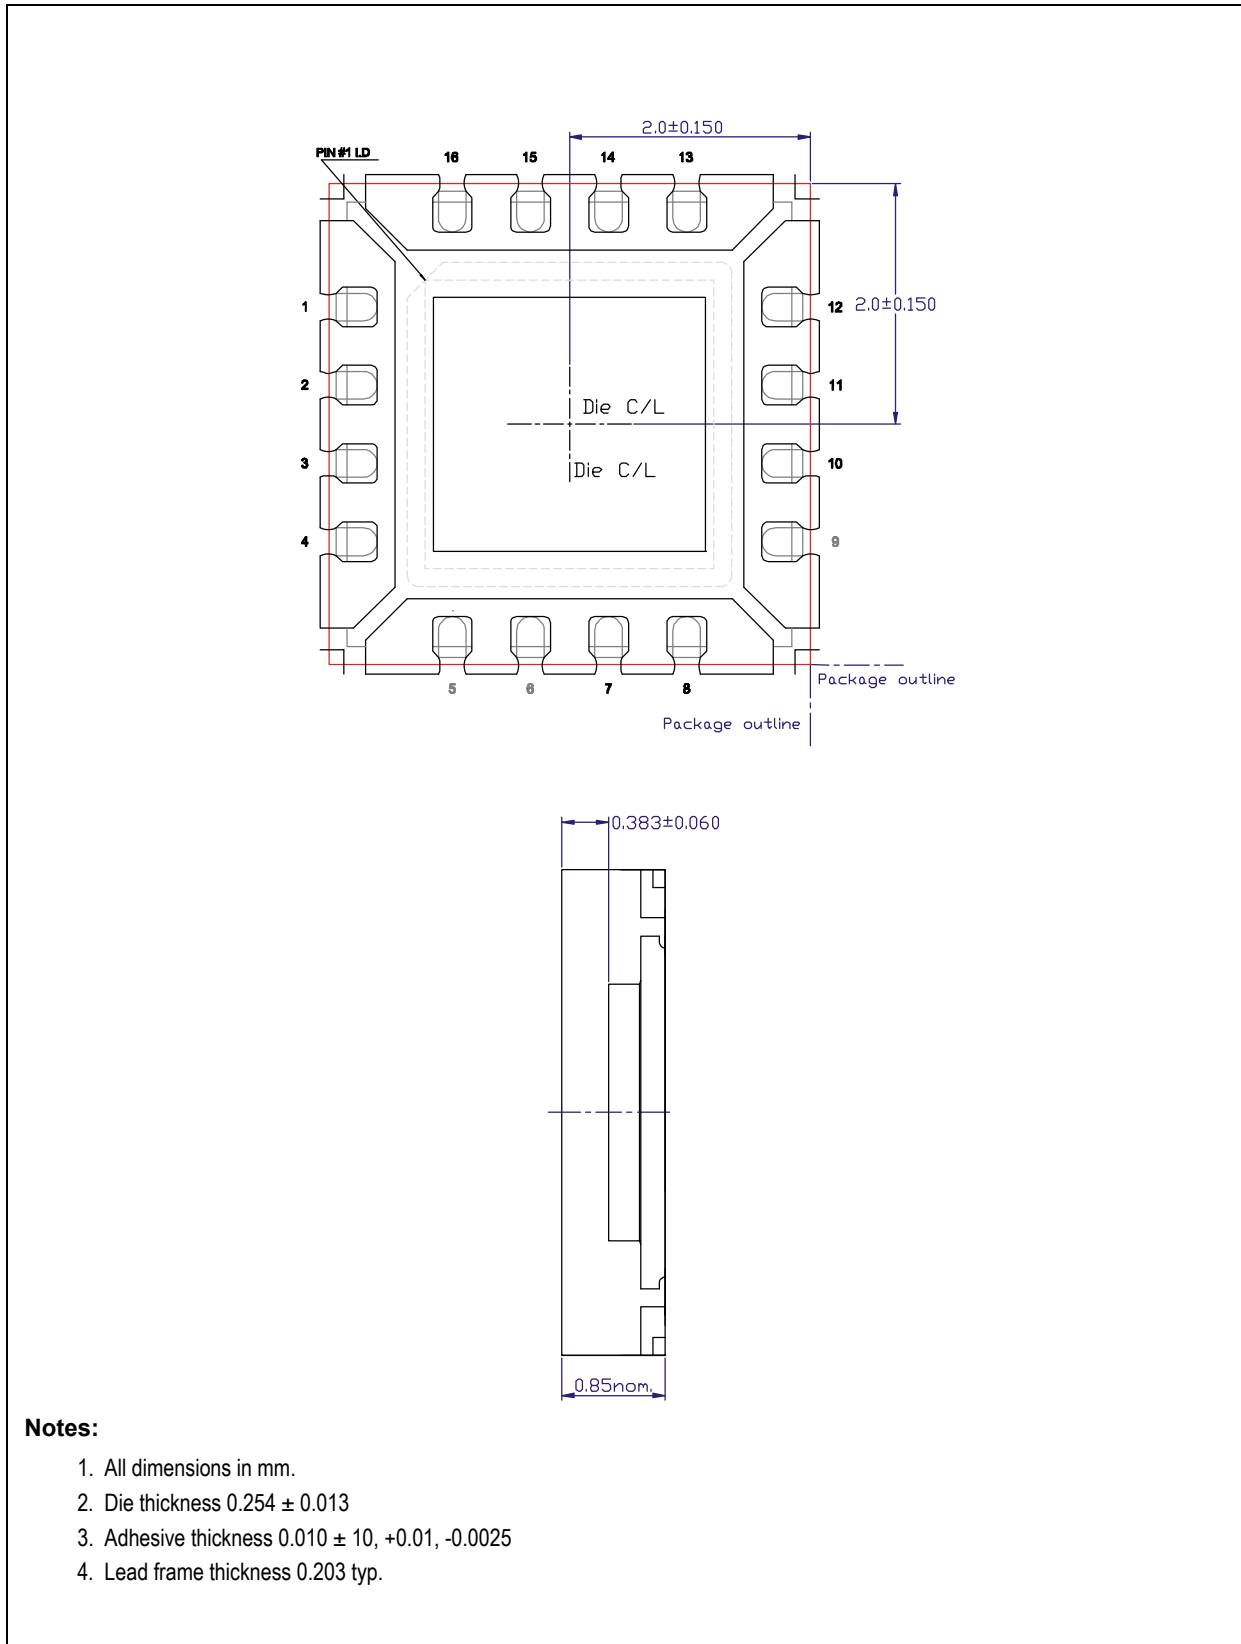 2.0±0.150
PIN #1 I.D
16 15 14 13
1
12 2.0±0.150
2
11
Die C/L
3
10
Die C/L
4
9
5 6 7 8
Package outline
Package outline
0.383±0.060
0.85nom.
Notes:
1. All dimensions in mm.
2. Die thickness 0.254 ± 0.013
3. Adhesive thickness 0.010 ± 10, +0.01, -0.0025
4. Lead frame thickness 0.203 typ.